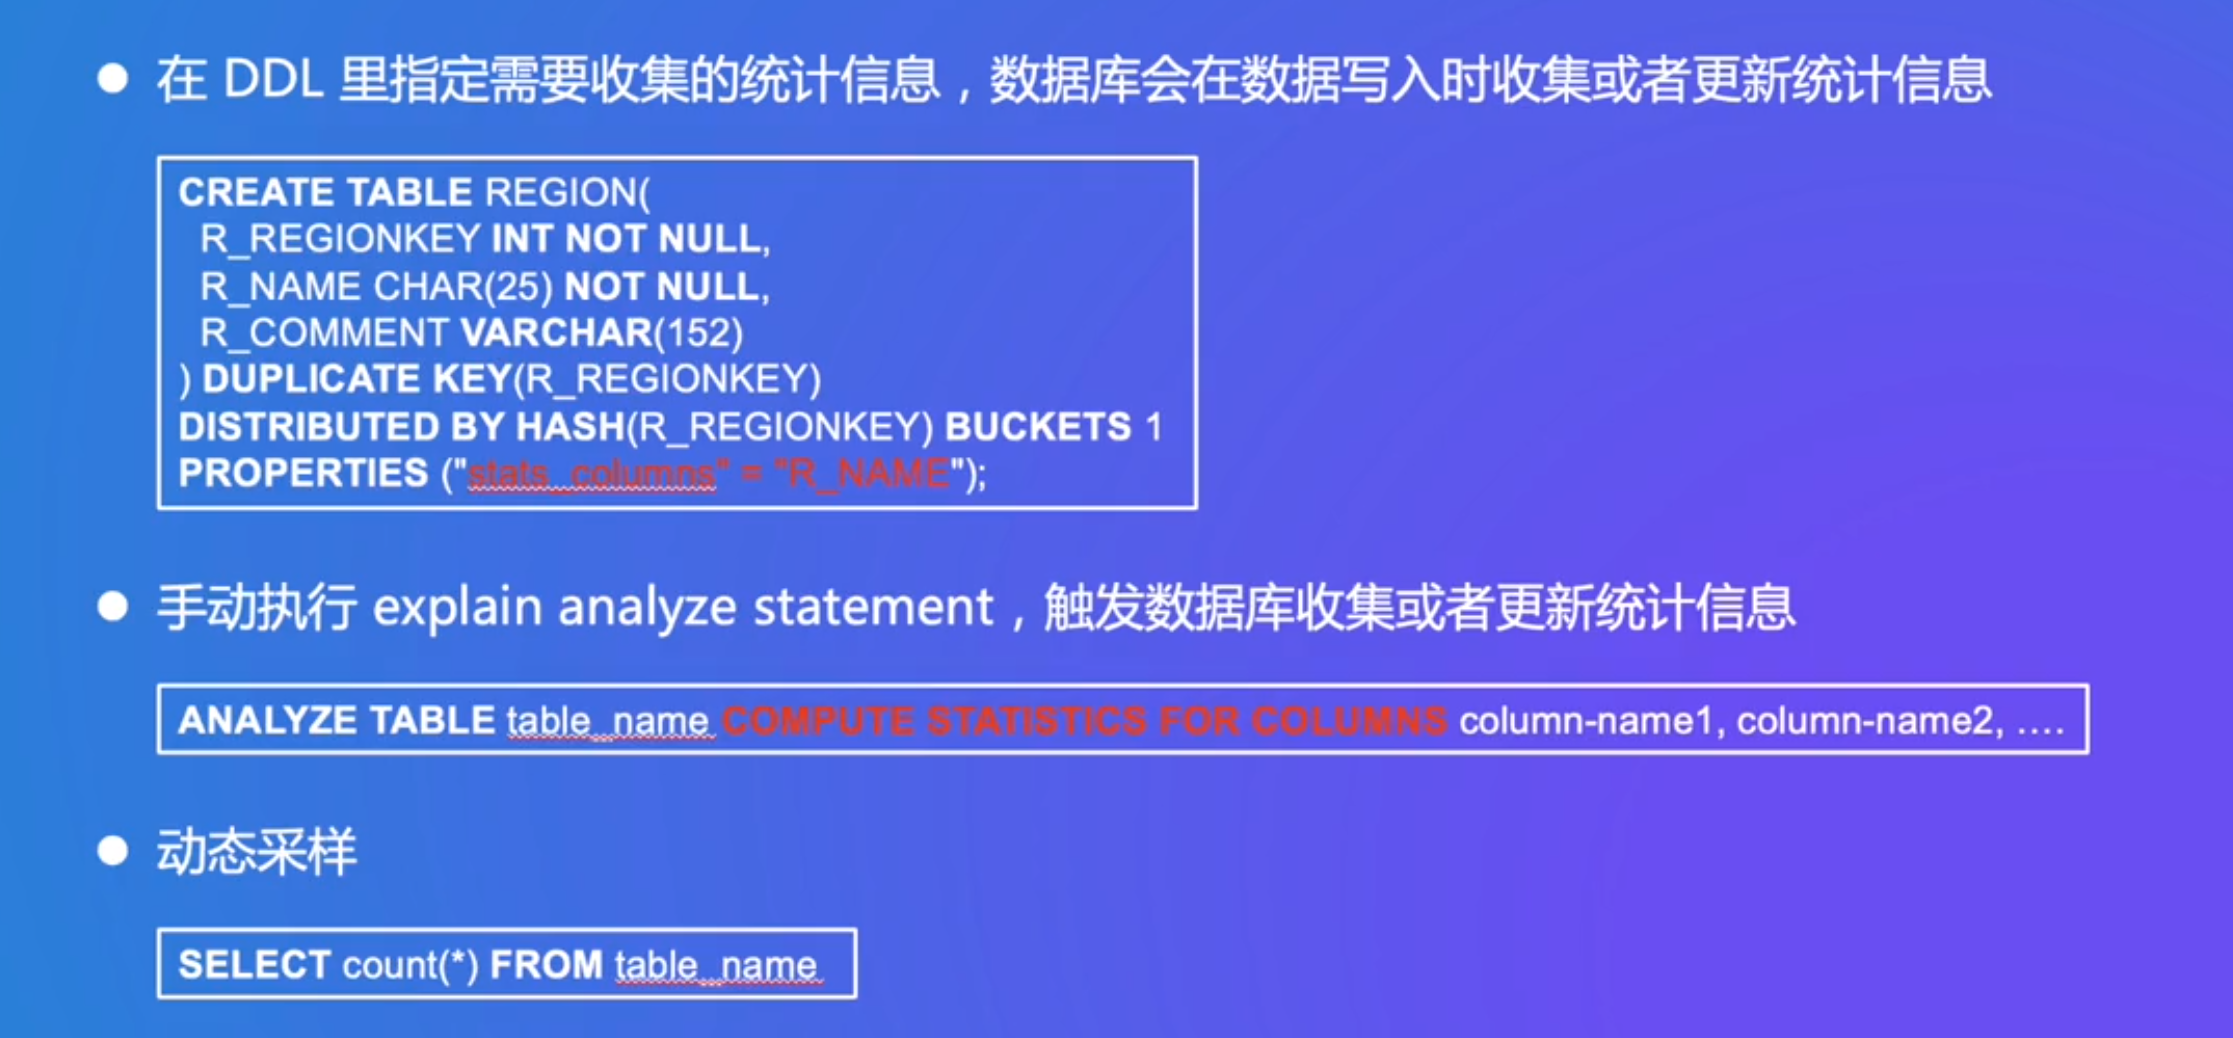 ● 在 DDL 里指定需要收集的统计信息，数据库会在数据写入时收集或者更新统计信息
CREATE TABLE REGION(
R_REGIONKEY INT NOT NULL,
R_NAME CHAR(25) NOT NULL,
R_COMMENT VARCHAR(152)
) DUPLICATE KEY(R_REGIONKEY)
DISTRIBUTED BY HASH(R_REGIONKEY) BUCKETS 1
PROPERTIES ("stats_columns" = "R_NAME");
● 手动执行 explain analyze statement，触发数据库收集或者更新统计信息
ANALYZE TABLE table_name COMPUTE STATISTICS FOR COLUMNS column-name1, column-name2, ....
● 动态采样
SELECT count(*) FROM table_name